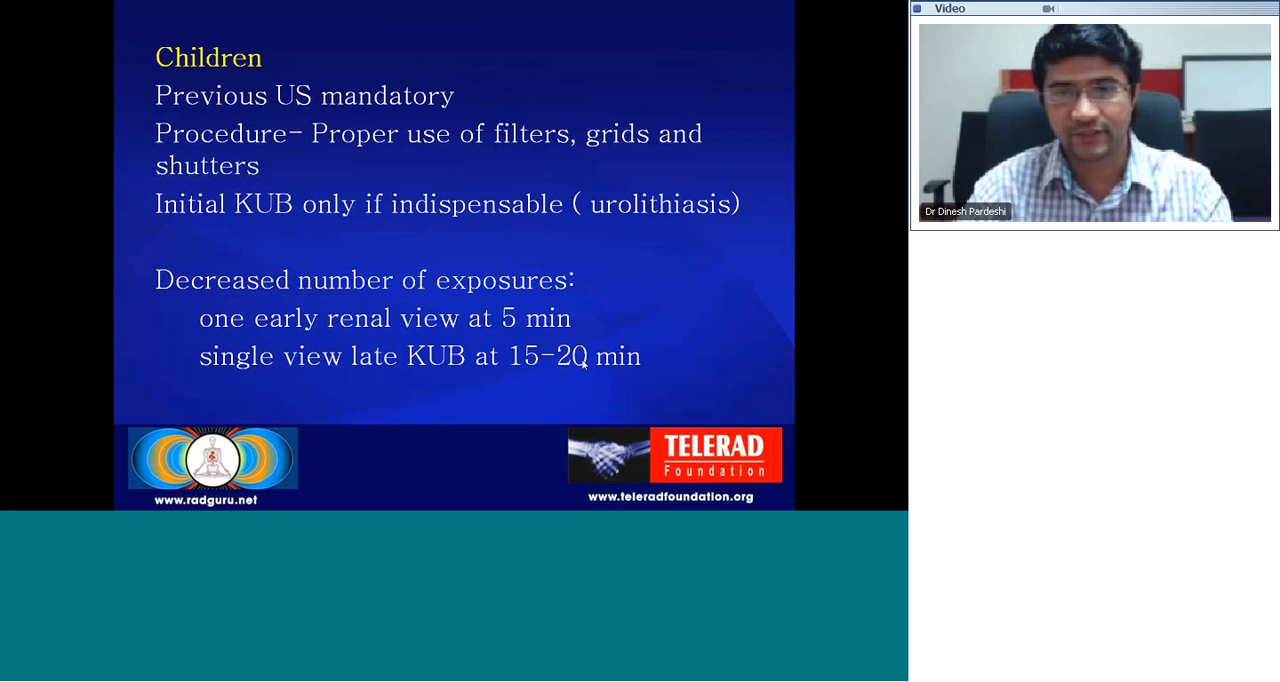 Children
Previous US mandatory
Procedure- Proper use of filters, grids and
shutters
Initial KUB only if indispensable ( urolithiasis)
Decreased number of exposures:
one early renal view at 5 min
single view late KUB at 15-20 min
www.radguru.net
TELERAD
Foundation
www.teleradfoundation.org
Video
Dr Dinesh Pardeshi